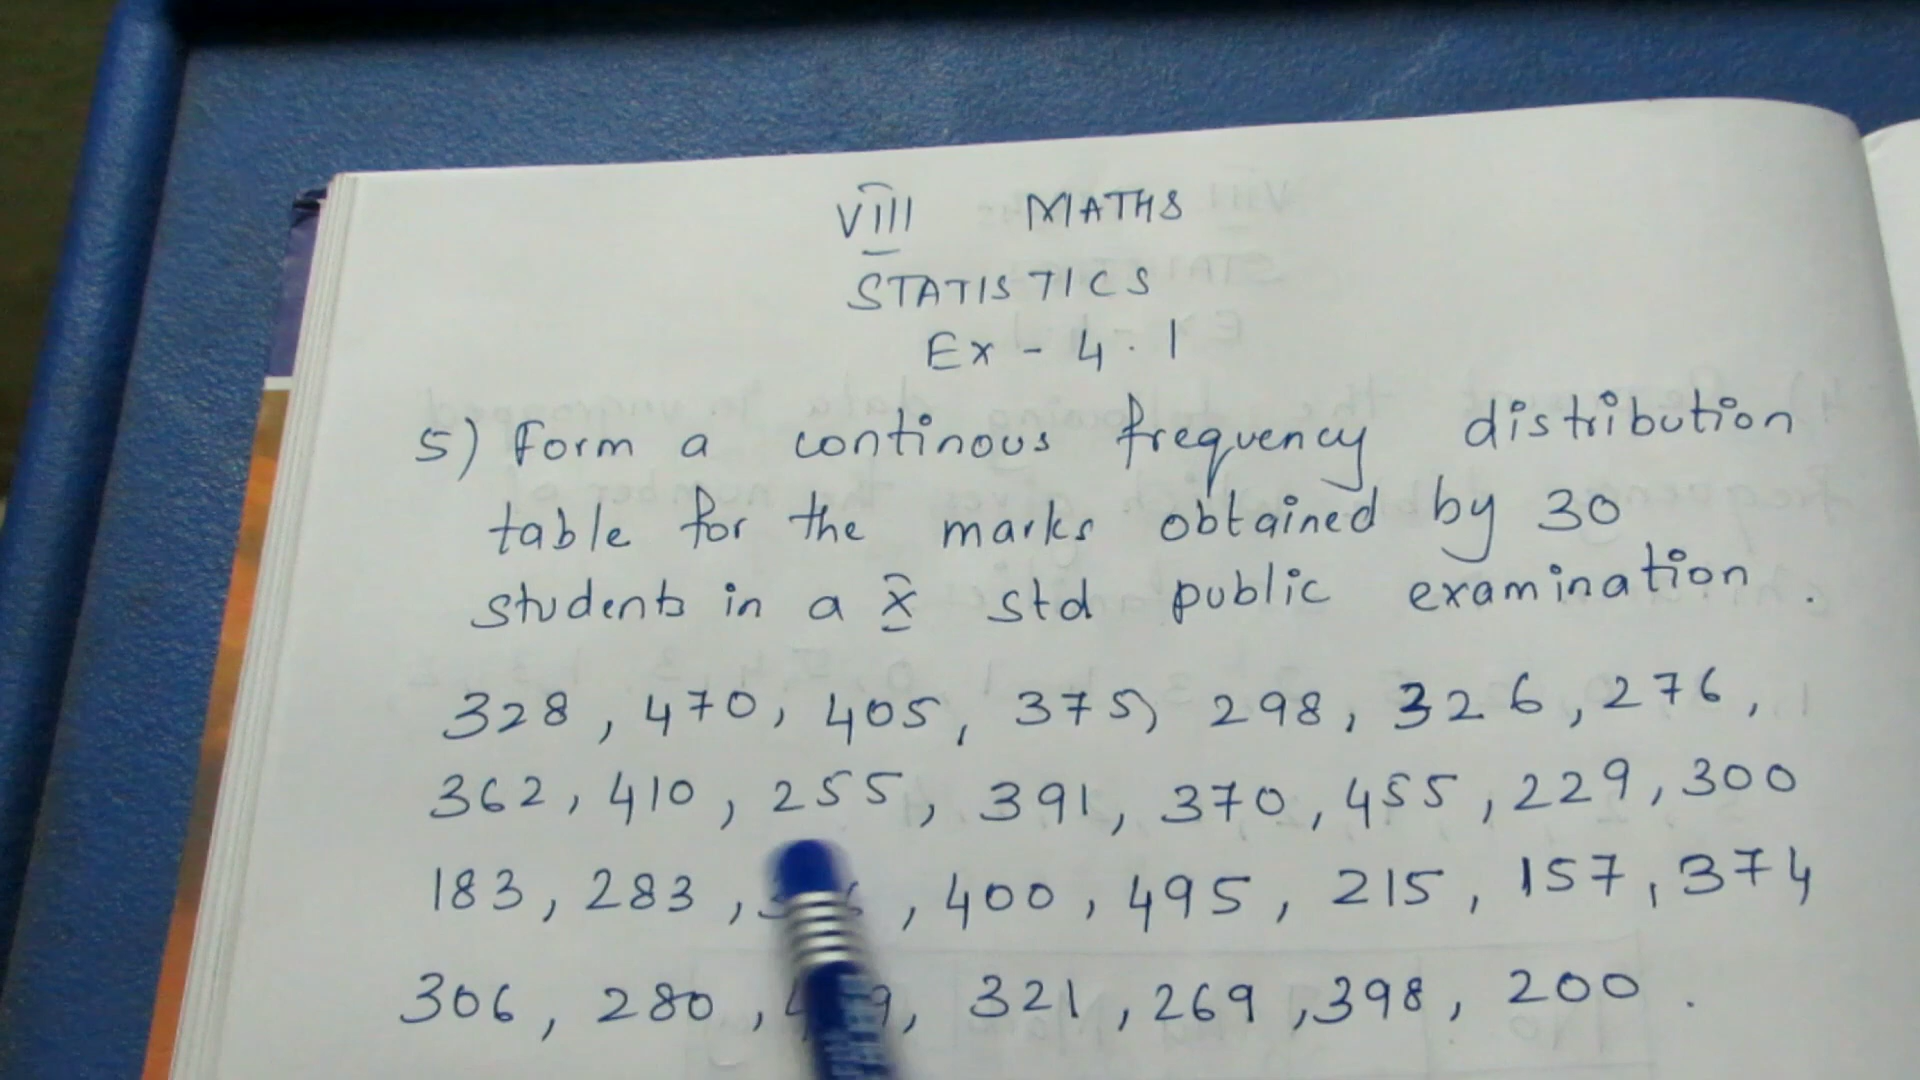 VIII MATHS
STATISTICS
Ex - 4.1
5) Form a continous frequency distribution
table for the marks obtained by 30
students in a X std public examination.
328, 470, 405, 375, 298, 326, 276,
362, 410, 255, 391, 370, 455, 229, 300
183, 283, , 400, 495, 215, 157, 374
306, 280, , 321, 269, 398, 200.